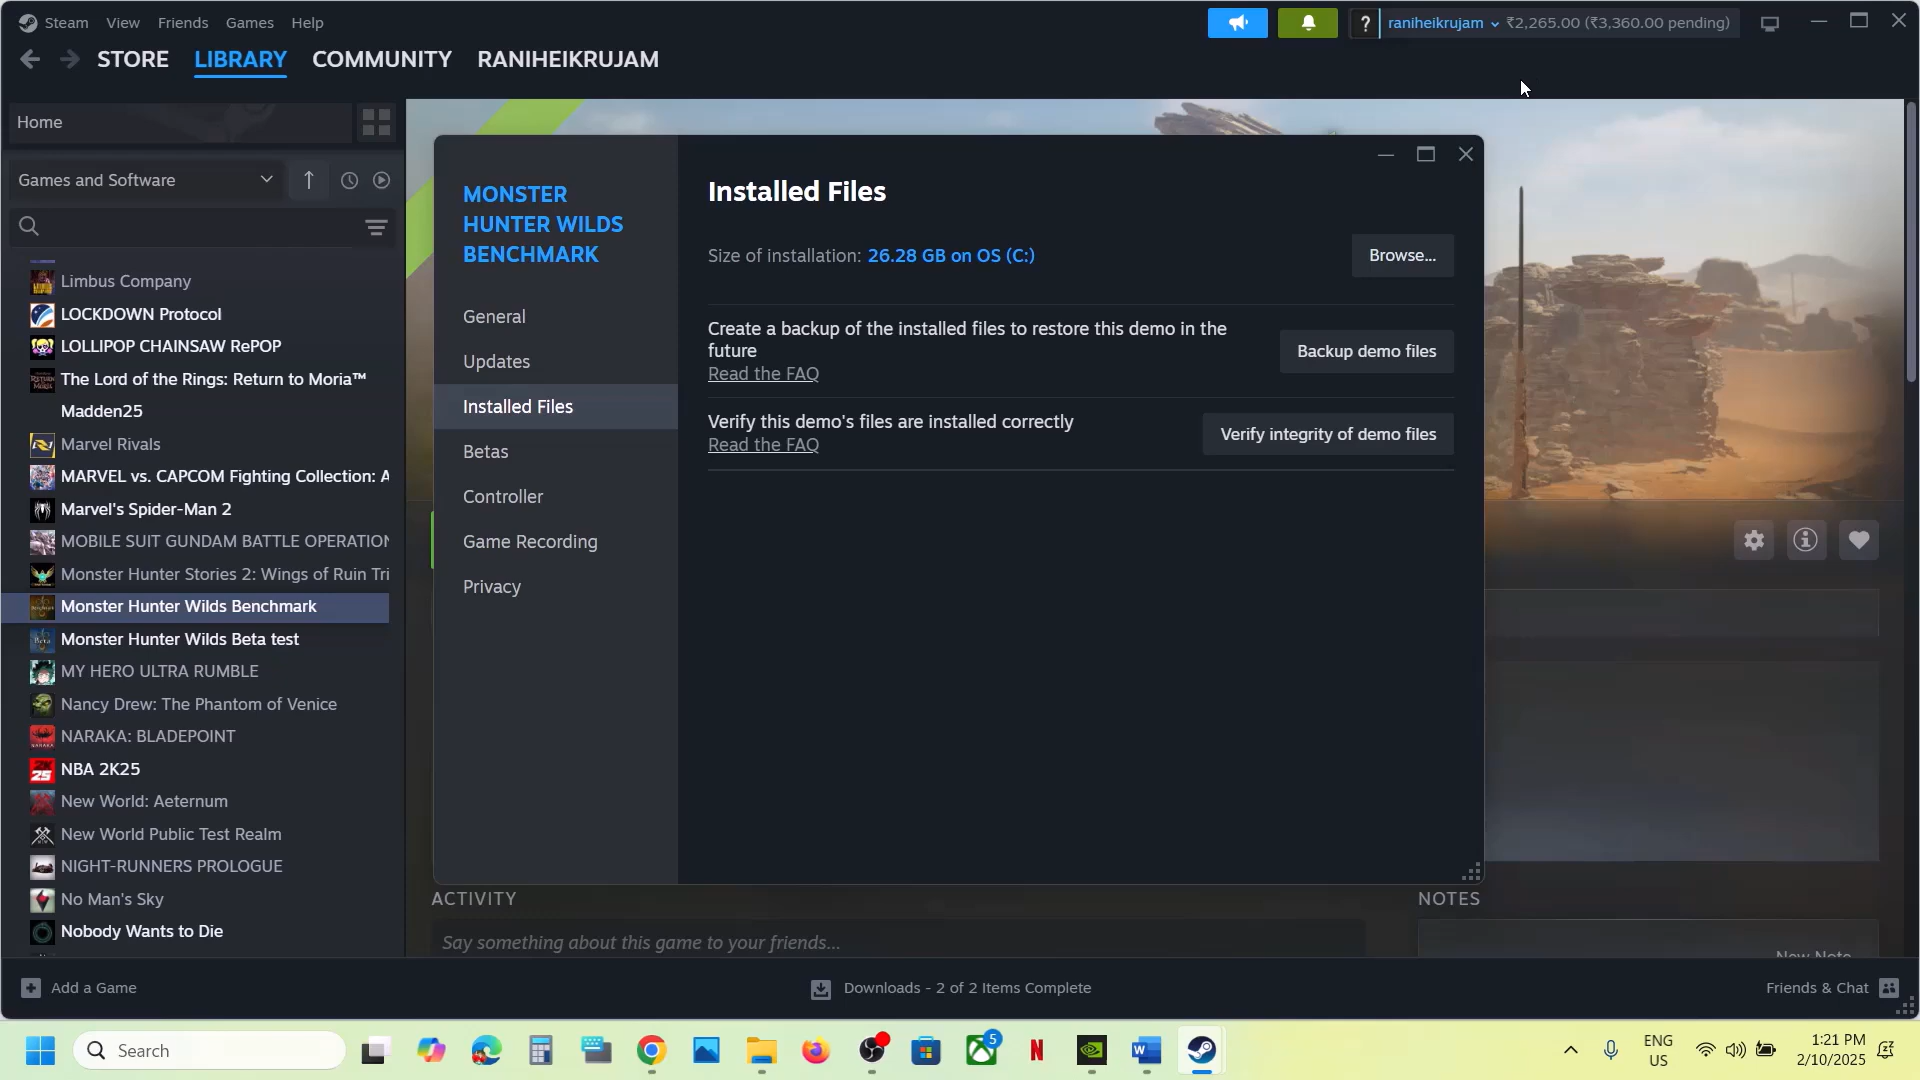 Steam View Friends Games Help
? raniheikrujam ₹2,265.00 (₹3,360.00 pending)
STORE LIBRARY COMMUNITY RANIHEIKRUJAM
Home
Games and Software
Limbus Company
LOCKDOWN Protocol
LOLLIPOP CHAINSAW RePOP
The Lord of the Rings: Return to Moria™
Madden25
Marvel Rivals
MARVEL vs. CAPCOM Fighting Collection: A
Marvel's Spider-Man 2
MOBILE SUIT GUNDAM BATTLE OPERATION
Monster Hunter Stories 2: Wings of Ruin Tri
Monster Hunter Wilds Benchmark
Monster Hunter Wilds Beta test
MY HERO ULTRA RUMBLE
Nancy Drew: The Phantom of Venice
NARAKA: BLADEPOINT
NBA 2K25
New World: Aeternum
New World Public Test Realm
NIGHT-RUNNERS PROLOGUE
No Man's Sky
Nobody Wants to Die
MONSTER
HUNTER WILDS
BENCHMARK
General
Updates
Installed Files
Betas
Controller
Game Recording
Privacy
Installed Files
Size of installation: 26.28 GB on OS (C:)
Browse...
Create a backup of the installed files to restore this demo in the
future
Read the FAQ
Backup demo files
Verify this demo's files are installed correctly
Read the FAQ
Verify integrity of demo files
ACTIVITY
Say something about this game to your friends...
NOTES
New Note
Add a Game
Downloads - 2 of 2 Items Complete
Friends & Chat
Search
5
ENG
US
1:21 PM
2/10/2025